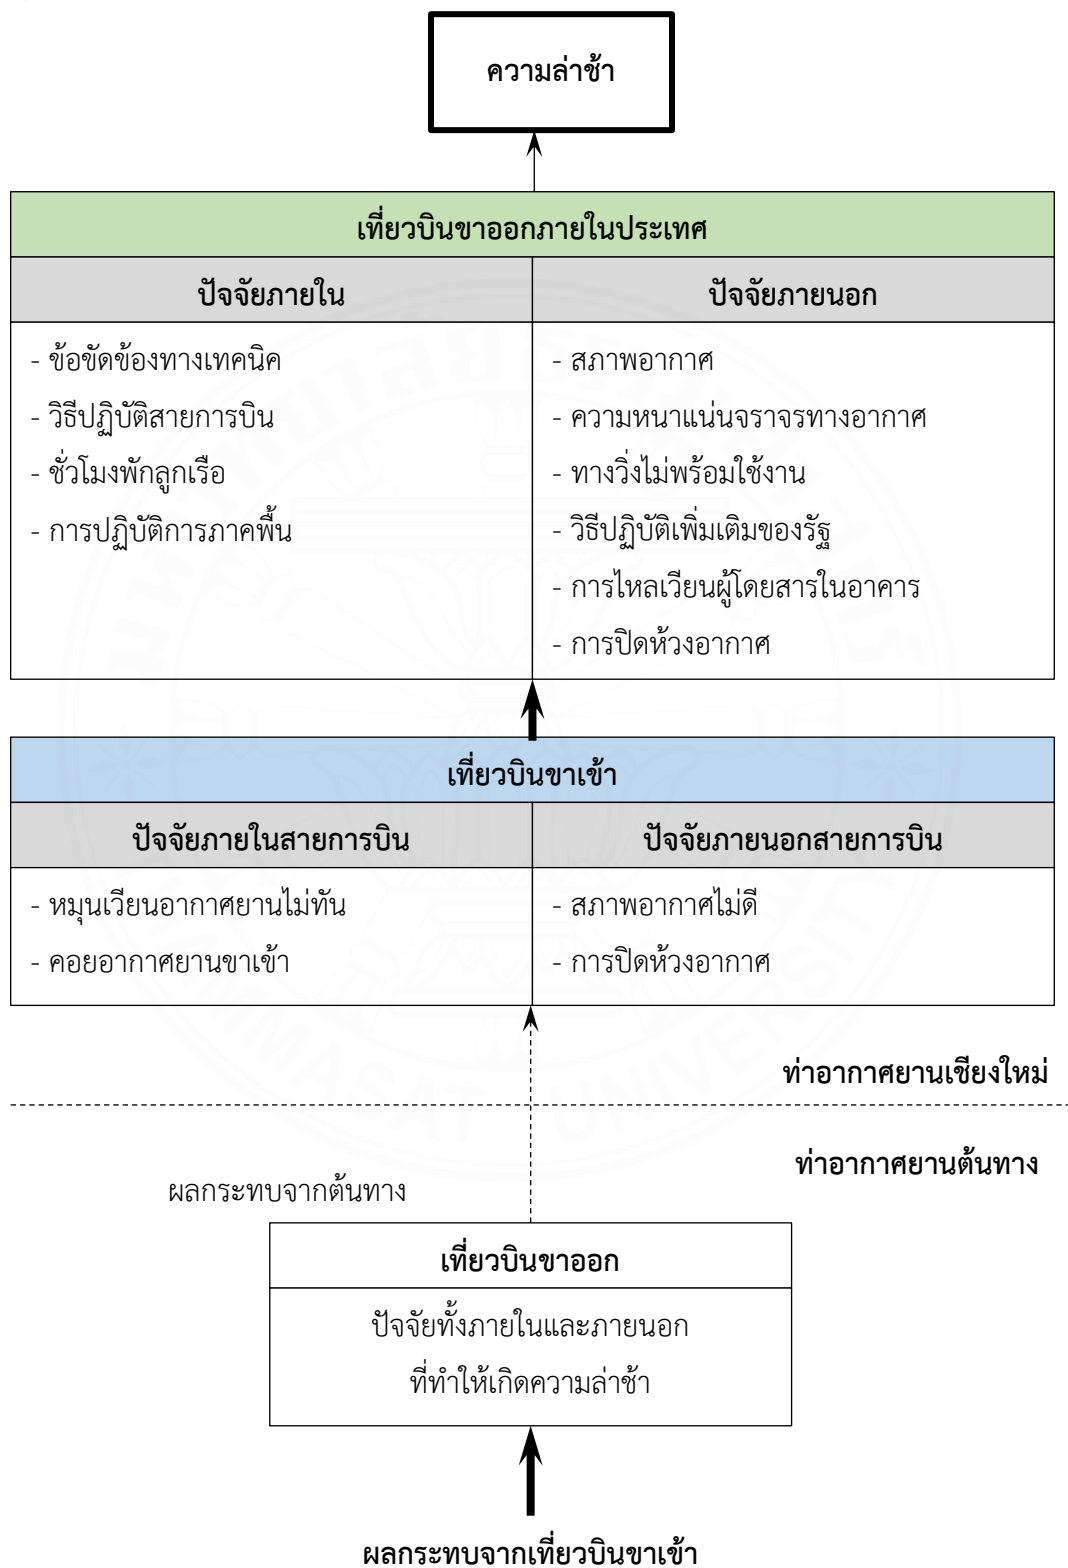 ความล่าช้า
เที่ยวบินขาออกภายในประเทศ
ปัจจัยภายใน
ปัจจัยภายนอก
- ข้อขัดข้องทางเทคนิค
- วิธีปฏิบัติสายการบิน
- ชั่วโมงพักลูกเรือ
- การปฏิบัติการภาคพื้น
- สภาพอากาศ
- ความหนาแน่นจราจรทางอากาศ
- ทางวิ่งไม่พร้อมใช้งาน
- วิธีปฏิบัติเพิ่มเติมของรัฐ
- การไหลเวียนผู้โดยสารในอาคาร
- การปิดห้วงอากาศ
เที่ยวบินขาเข้า
ปัจจัยภายในสายการบิน
ปัจจัยภายนอกสายการบิน
- หมุนเวียนอากาศยานไม่ทัน
- คอยอากาศยานขาเข้า
- สภาพอากาศไม่ดี
- การปิดห้วงอากาศ
ท่าอากาศยานเชียงใหม่
ท่าอากาศยานต้นทาง
ผลกระทบจากต้นทาง
เที่ยวบินขาออก
ปัจจัยทั้งภายในและภายนอก
ที่ทำให้เกิดความล่าช้า
ผลกระทบจากเที่ยวบินขาเข้า
มหาวิทยาลัยธรรมศาสตร์
THAMMASAT UNIVERSITY